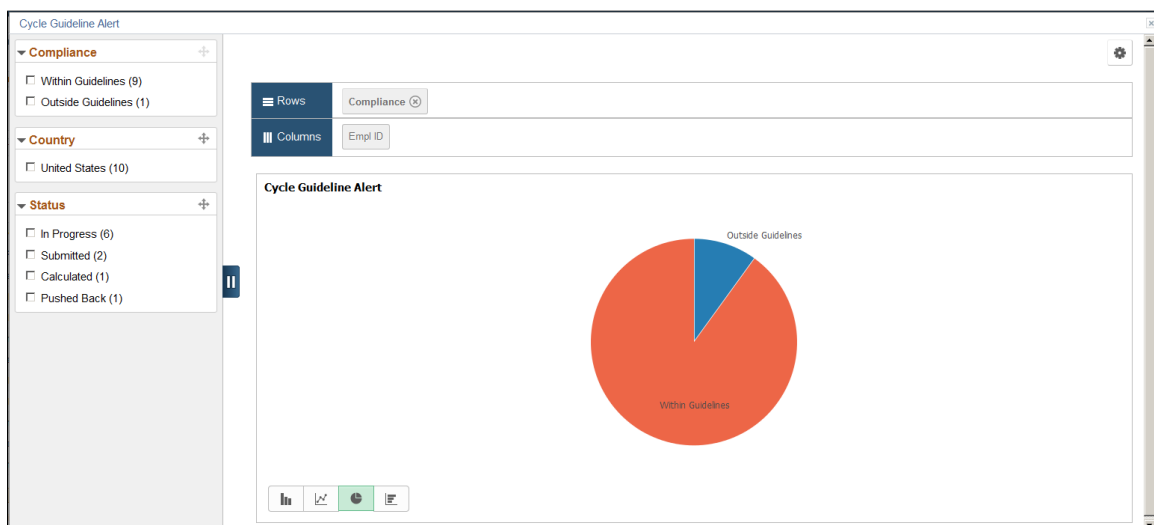 Cycle Guideline Alert
Compliance
Within Guidelines (9)
Outside Guidelines (1)
Country
United States (10)
Status
In Progress (6)
Submitted (2)
Calculated (1)
Pushed Back (1)
Rows
Compliance
Columns
Empl ID
Cycle Guideline Alert
Outside Guidelines
Within Guidelines